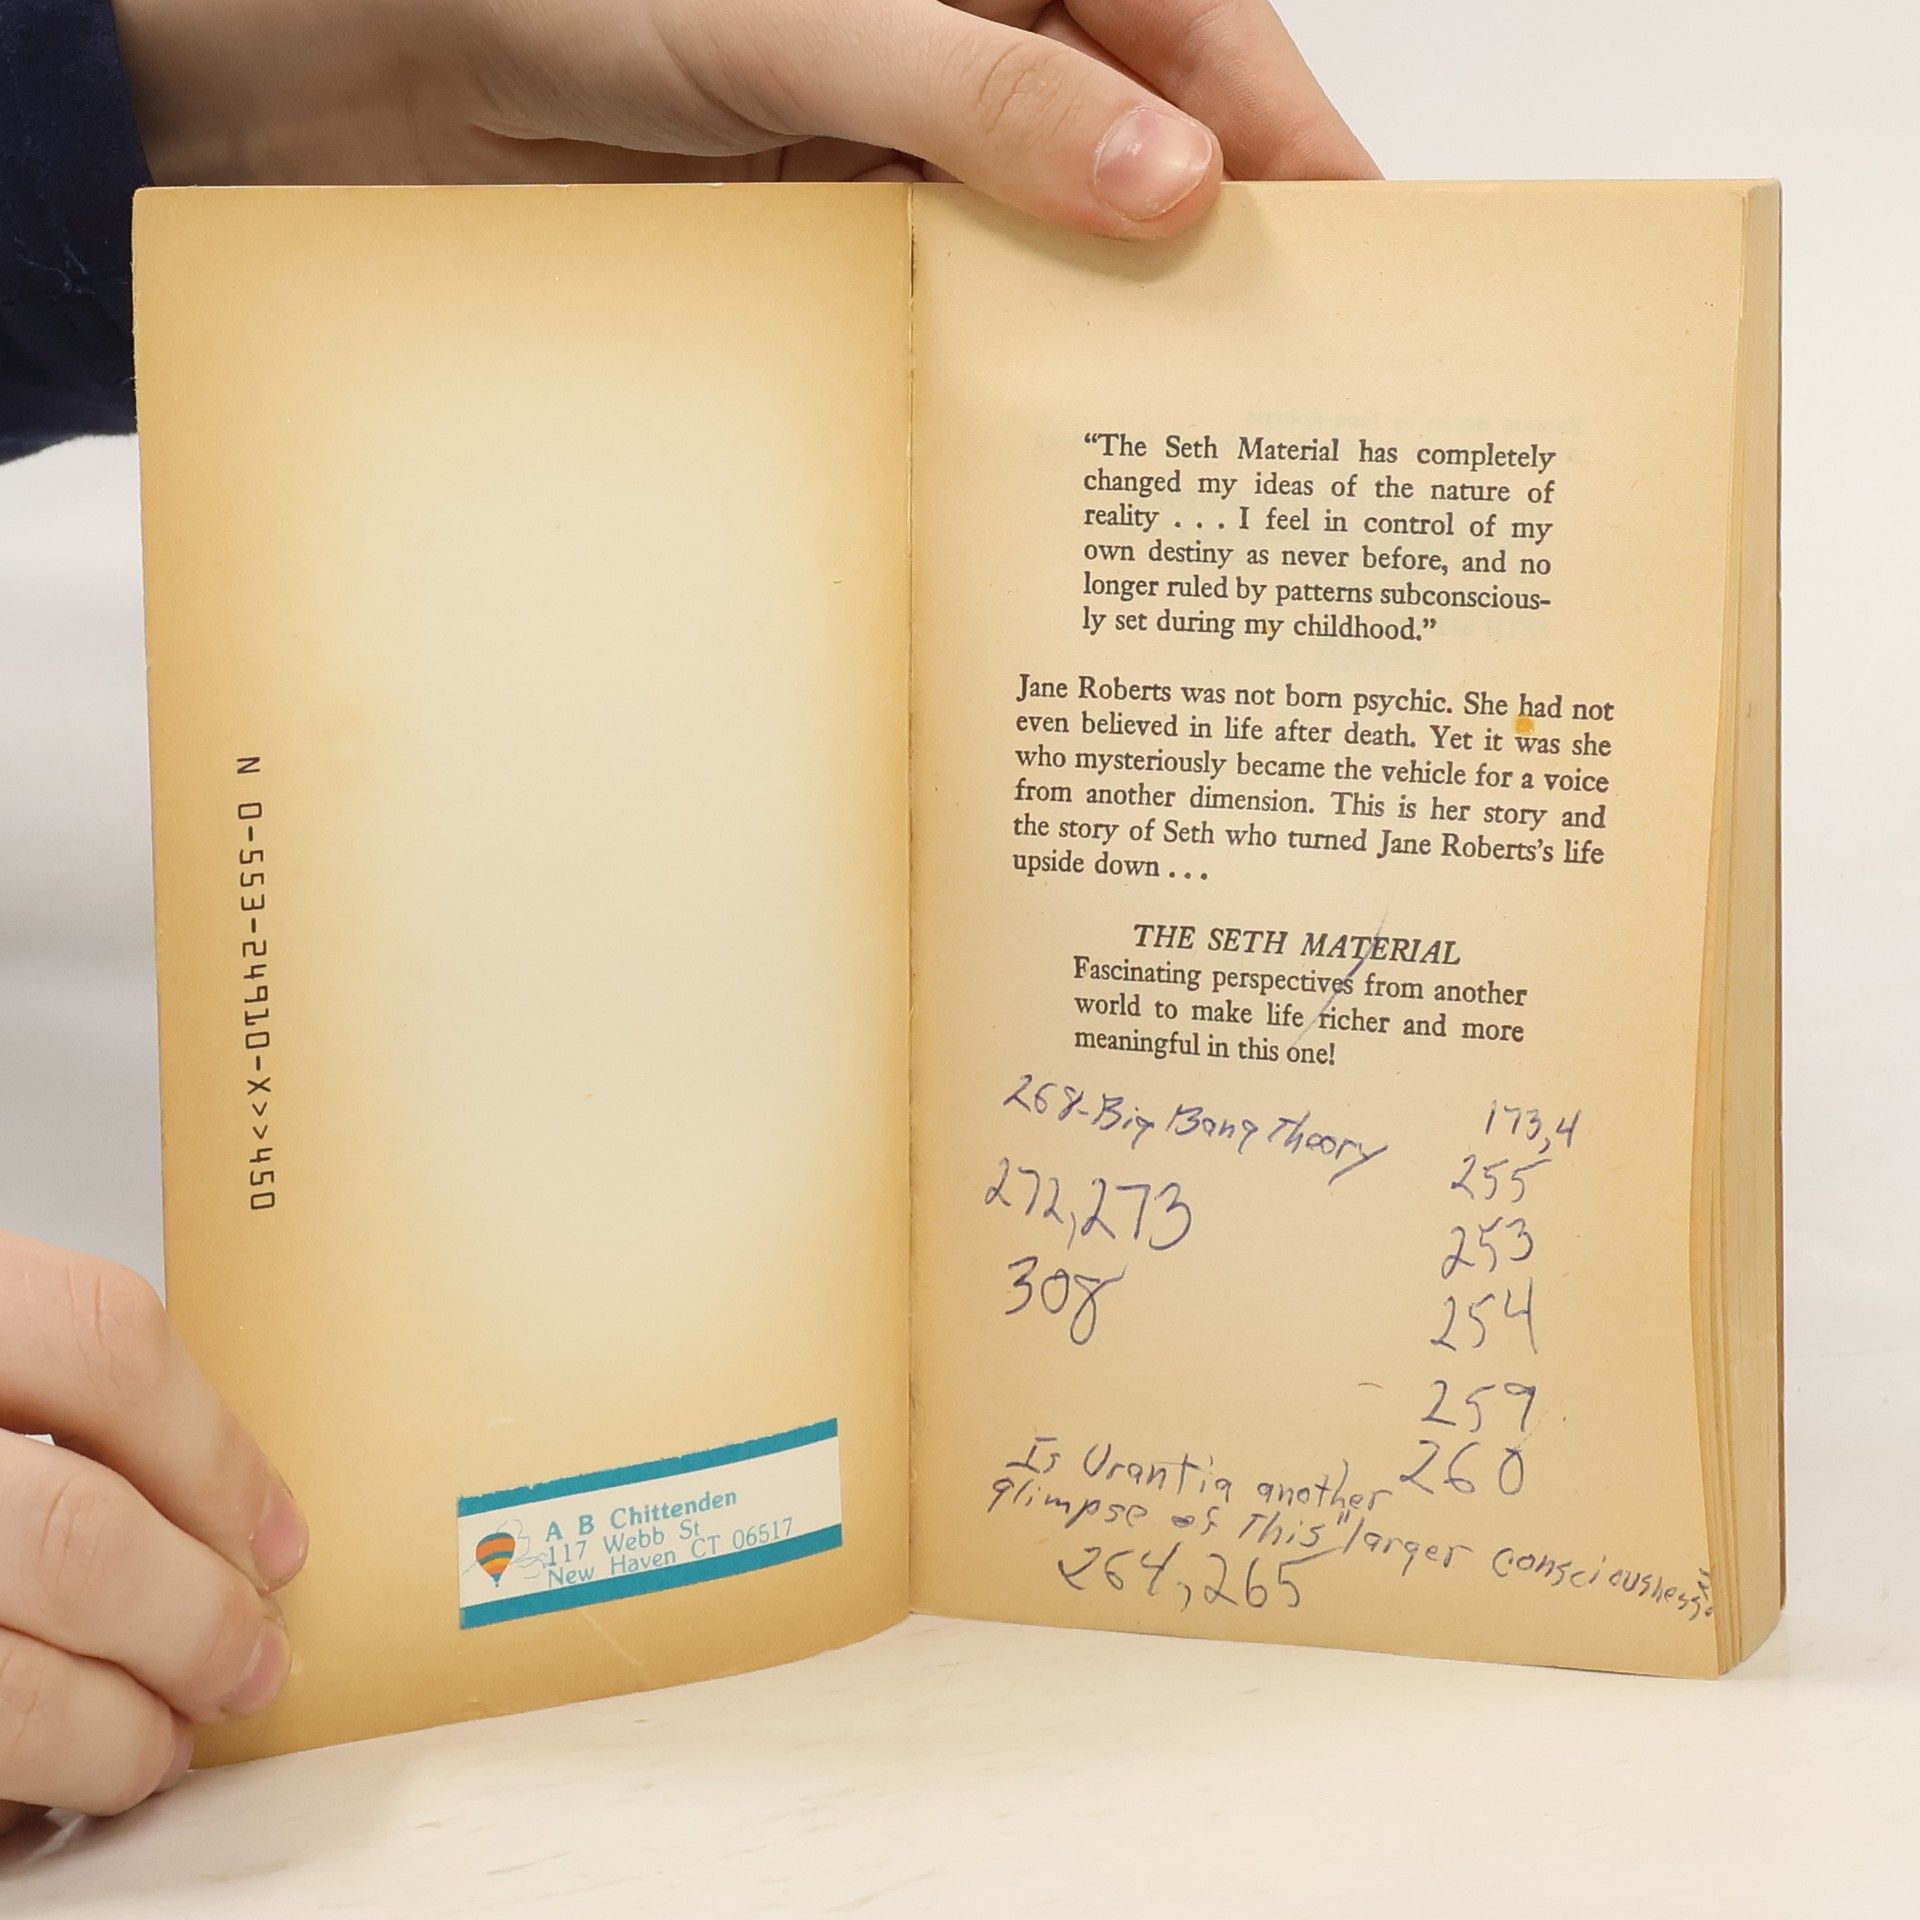 N 0-553-24910-X>>450
A B Chittenden
117 Webb St
New Haven CT 06517
“The Seth Material has completely
changed my ideas of the nature of
reality . . . I feel in control of my
own destiny as never before, and no
longer ruled by patterns subconscious-
ly set during my childhood.”
Jane Roberts was not born psychic. She had not
even believed in life after death. Yet it was she
who mysteriously became the vehicle for a voice
from another dimension. This is her story and
the story of Seth who turned Jane Roberts’s life
upside down . . .
THE SETH MATERIAL
Fascinating perspectives from another
world to make life richer and more
meaningful in this one!
268-Big Bang Theory
272,273
308
173,4
255
253
254
259
260
Is Urantia another
glimpse of This "larger consciousness"?
264,265